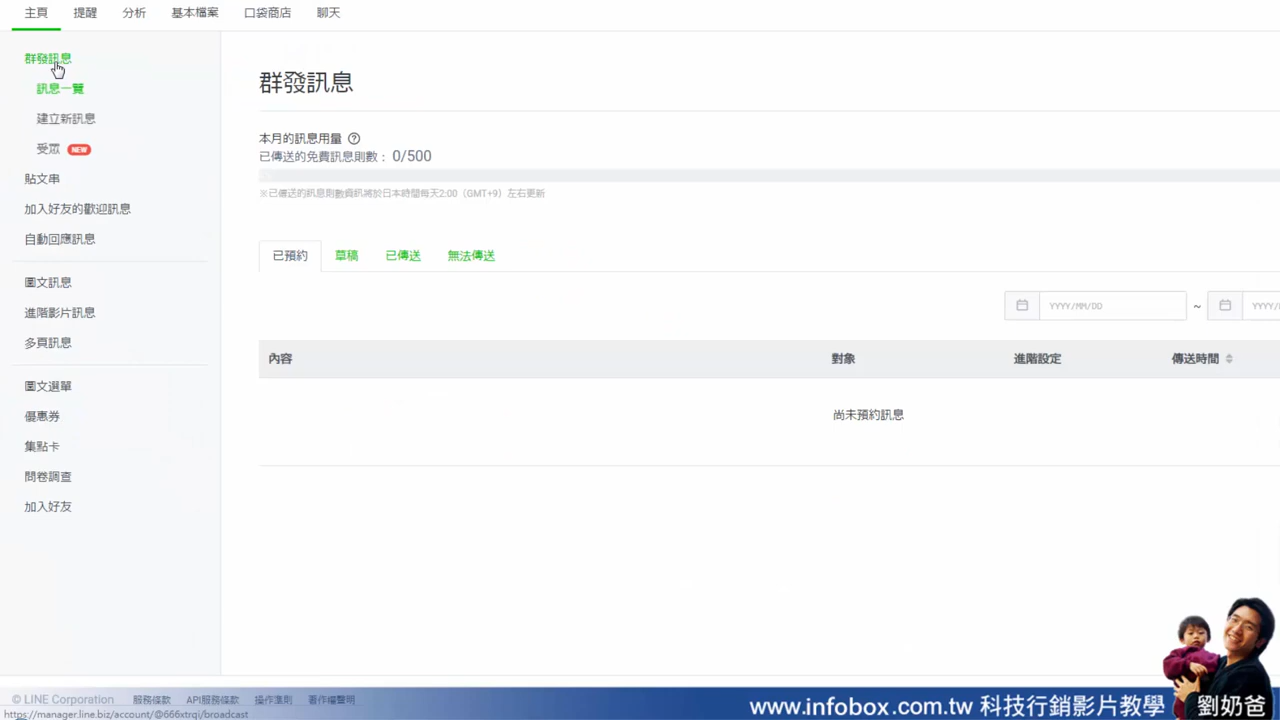 主頁 提醒 分析 基本檔案 口袋商店 聊天
群發訊息
訊息一覽
建立新訊息
受眾 NEW
貼文串
加入好友的歡迎訊息
自動回應訊息
圖文訊息
進階影片訊息
多頁訊息
圖文選單
優惠券
集點卡
問卷調查
加入好友
群發訊息
本月的訊息用量 ?
已傳送的免費訊息則數： 0/500
※已傳送的訊息則數資訊將於日本時間每天2:00（GMT+9）左右更新
已預約 草稿 已傳送 無法傳送
YYYY/MM/DD ~
內容 對象 進階設定 傳送時間
尚未預約訊息
© LINE Corporation 服務條款 API服務條款 操作準則 著作權聲明
https://manager.line.biz/account/@666xtrqi/broadcast
www.infobox.com.tw 科技行銷影片教學 劉奶爸